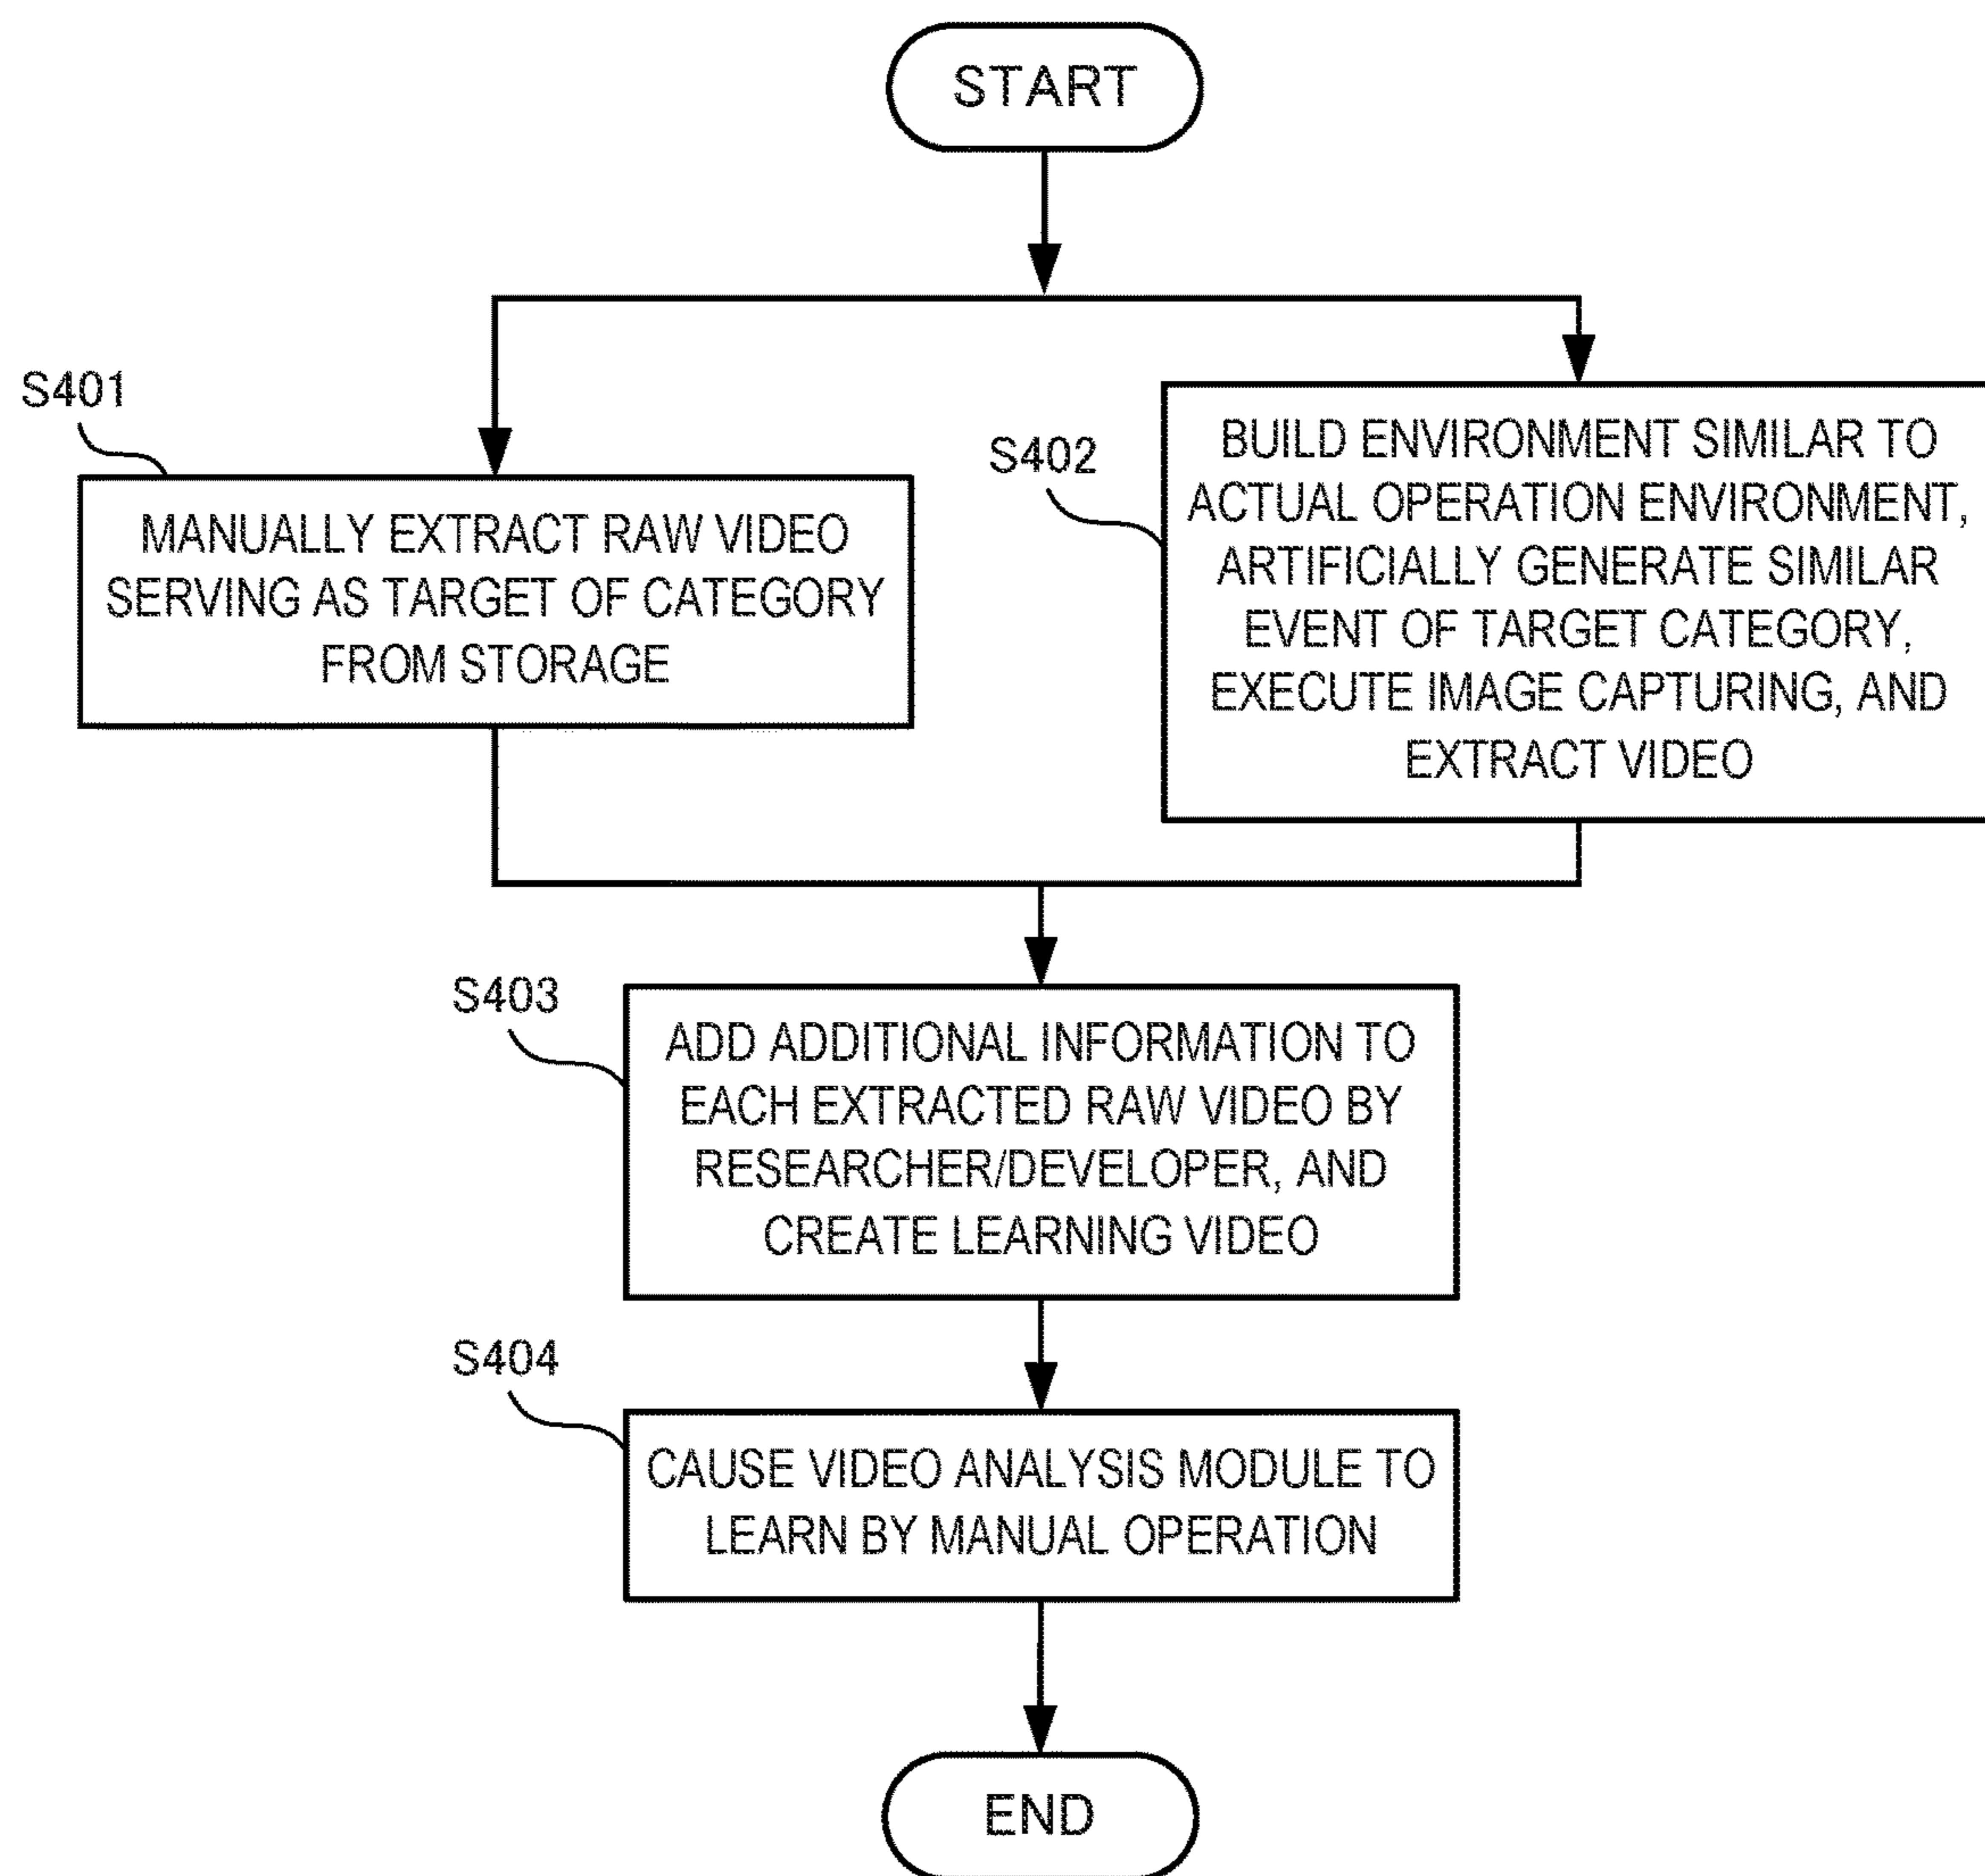 START
S401
MANUALLY EXTRACT RAW VIDEO
SERVING AS TARGET OF CATEGORY
FROM STORAGE
S402
BUILD ENVIRONMENT SIMILAR TO
ACTUAL OPERATION ENVIRONMENT,
ARTIFICIALLY GENERATE SIMILAR
EVENT OF TARGET CATEGORY,
EXECUTE IMAGE CAPTURING, AND
EXTRACT VIDEO
S403
ADD ADDITIONAL INFORMATION TO
EACH EXTRACTED RAW VIDEO BY
RESEARCHER/DEVELOPER, AND
CREATE LEARNING VIDEO
S404
CAUSE VIDEO ANALYSIS MODULE TO
LEARN BY MANUAL OPERATION
END